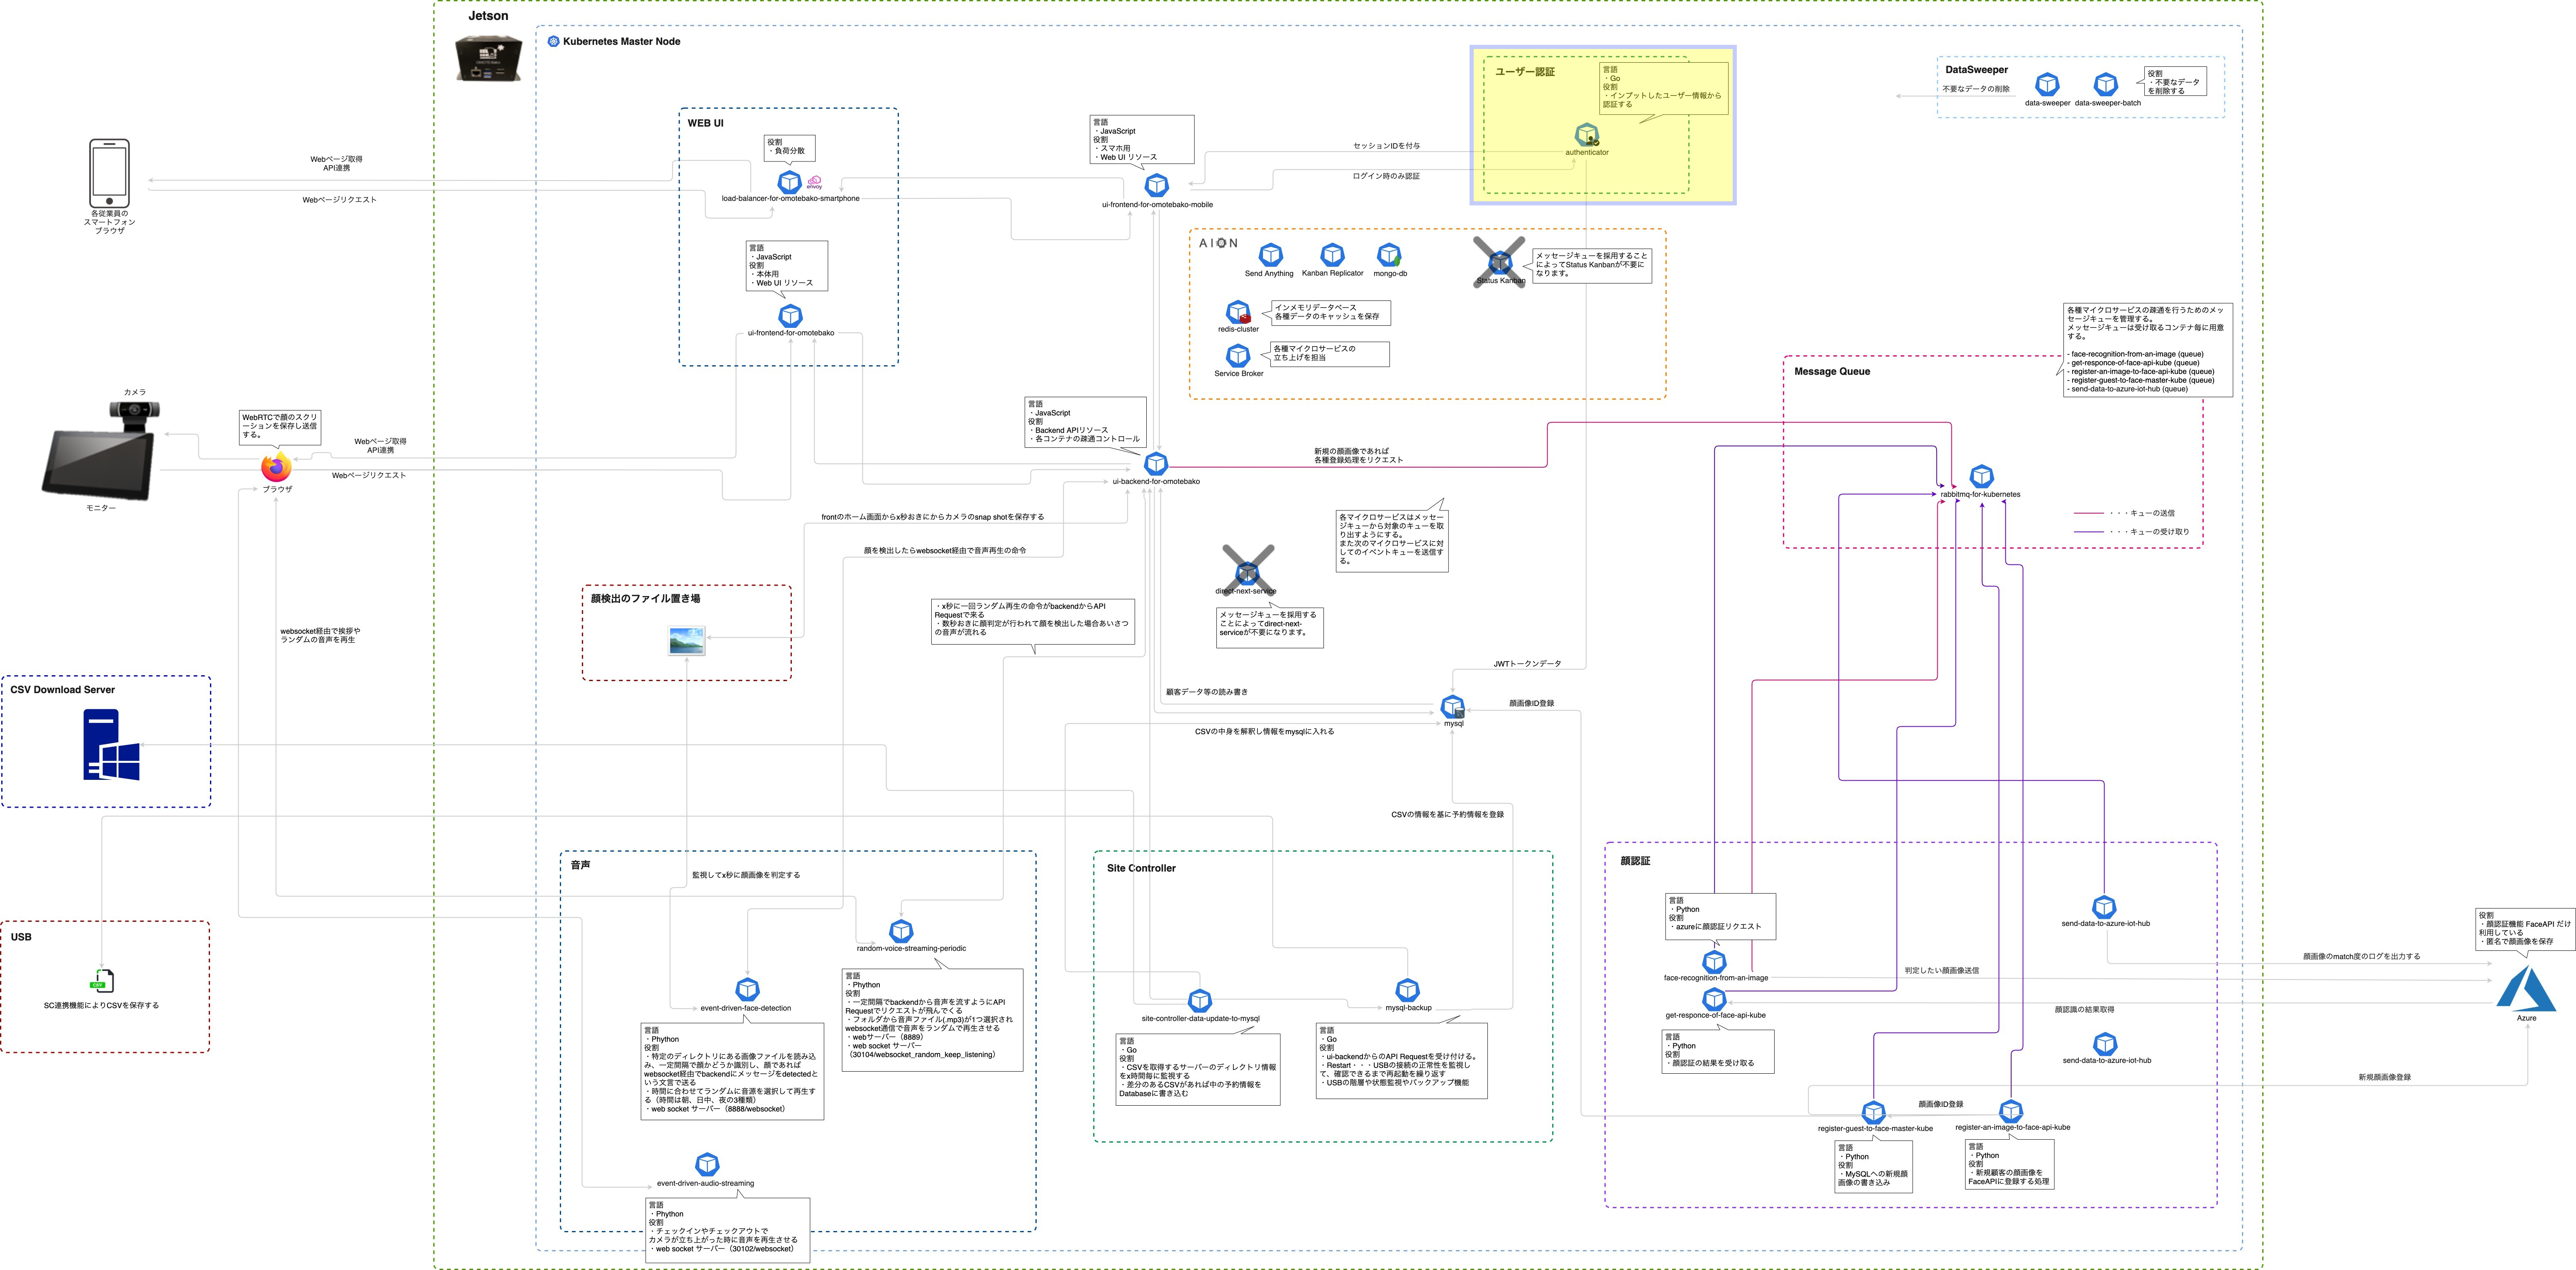 Jetson
Kubernetes Master Node
WEB UI
役割
・負荷分散
envoy
load-balancer-for-omotebako-smartphone
言語
・JavaScript
役割
・本体用
・Web UI リソース
ui-frontend-for-omotebako
言語
・JavaScript
役割
・スマホ用
・Web UI リソース
ui-frontend-for-omotebako-mobile
セッションIDを付与
ログイン時のみ認証
ユーザー認証
言語
・Go
役割
・インプットしたユーザー情報から
認証する
authenticator
DataSweeper
不要なデータの削除
data-sweeper
data-sweeper-batch
役割
・不要なデータ
を削除する
Webページ取得
API連携
Webページリクエスト
各従業員の
スマートフォン
ブラウザ
AION
Send Anything
Kanban Replicator
mongo-db
Status Kanban
メッセージキューを採用すること
によってStatus Kanbanが不要に
なります。
redis-cluster
インメモリデータベース
各種データのキャッシュを保存
Service Broker
各種マイクロサービスの
立ち上げを担当
各種マイクロサービスの疎通を行うためのメッ
セージキューを管理する。
メッセージキューは受け取るコンテナ毎に用意
する。
- face-recognition-from-an-image (queue)
- get-responce-of-face-api-kube (queue)
- register-an-image-to-face-api-kube (queue)
- register-guest-to-face-master-kube (queue)
- send-data-to-azure-iot-hub (queue)
Message Queue
rabbitmq-for-kubernetes
・・・キューの送信
・・・キューの受け取り
カメラ
モニター
WebRTCで顔のスクリ
ーションを保存し送信
する。
ブラウザ
Webページ取得
API連携
Webページリクエスト
言語
・JavaScript
役割
・Backend APIリソース
・各コンテナの疎通コントロール
ui-backend-for-omotebako
新規の顔画像であれば
各種登録処理をリクエスト
frontのホーム画面からx秒おきにからカメラのsnap shotを保存する
顔を検出したらwebsocket経由で音声再生の命令
各マイクロサービスはメッセー
ジキューから対象のキューを取
り出すようにする。
また次のマイクロサービスに対
してのイベントキューを送信す
る。
direct-next-service
メッセージキューを採用する
ことによってdirect-next-
serviceが不要になります。
顔検出のファイル置き場
・x秒に一回ランダム再生の命令がbackendからAPI
Requestで来る
・数秒おきに顔判定が行われて顔を検出した場合あいさつ
の音声が流れる
websocket経由で挨拶や
ランダムの音声を再生
JWTトークンデータ
顧客データ等の読み書き
mysql
顔画像ID登録
CSVの中身を解釈し情報をmysqlに入れる
CSVの情報を基に予約情報を登録
CSV Download Server
USB
CSV
SC連携機能によりCSVを保存する
音声
監視してx秒に顔画像を判定する
random-voice-streaming-periodic
言語
・Phython
役割
・一定間隔でbackendから音声を流すようにAPI
Requestでリクエストが飛んでくる
・フォルダから音声ファイル(.mp3)が1つ選択され
websocket通信で音声をランダムで再生させる
・webサーバー（8889）
・web socket サーバー
（30104/websocket_random_keep_listening）
event-driven-face-detection
言語
・Phython
役割
・特定のディレクトリにある画像ファイルを読み込
み、一定間隔で顔かどうか識別し、顔であれば
websocket経由でbackendにメッセージをdetectedと
いう文言で送る
・時間に合わせてランダムに音源を選択して再生す
る（時間は朝、日中、夜の3種類）
・web socket サーバー（8888/websocket）
event-driven-audio-streaming
言語
・Phython
役割
・チェックインやチェックアウトで
カメラが立ち上がった時に音声を再生させる
・web socket サーバー（30102/websocket）
Site Controller
site-controller-data-update-to-mysql
言語
・Go
役割
・CSVを取得するサーバーのディレクトリ情報
をx時間毎に監視する
・差分のあるCSVがあれば中の予約情報を
Databaseに書き込む
mysql-backup
言語
・Go
役割
・ui-backendからのAPI Requestを受け付ける。
・Restart・・・USBの接続の正常性を監視し
て、確認できるまで再起動を繰り返す
・USBの階層や状態監視やバックアップ機能
顔認証
言語
・Python
役割
・azureに顔認証リクエスト
face-recognition-from-an-image
get-responce-of-face-api-kube
言語
・Python
役割
・顔認証の結果を受け取る
send-data-to-azure-iot-hub
send-data-to-azure-iot-hub
判定したい顔画像送信
顔画像ID登録
register-guest-to-face-master-kube
言語
・Python
役割
・MySQLへの新規顔
画像の書き込み
register-an-image-to-face-api-kube
言語
・Python
役割
・新規顧客の顔画像を
FaceAPIに登録する処理
顔画像のmatch度のログを出力する
顔認識の結果取得
新規顔画像登録
役割
・顔認証機能 FaceAPI だけ
利用している
・匿名で顔画像を保存
Azure